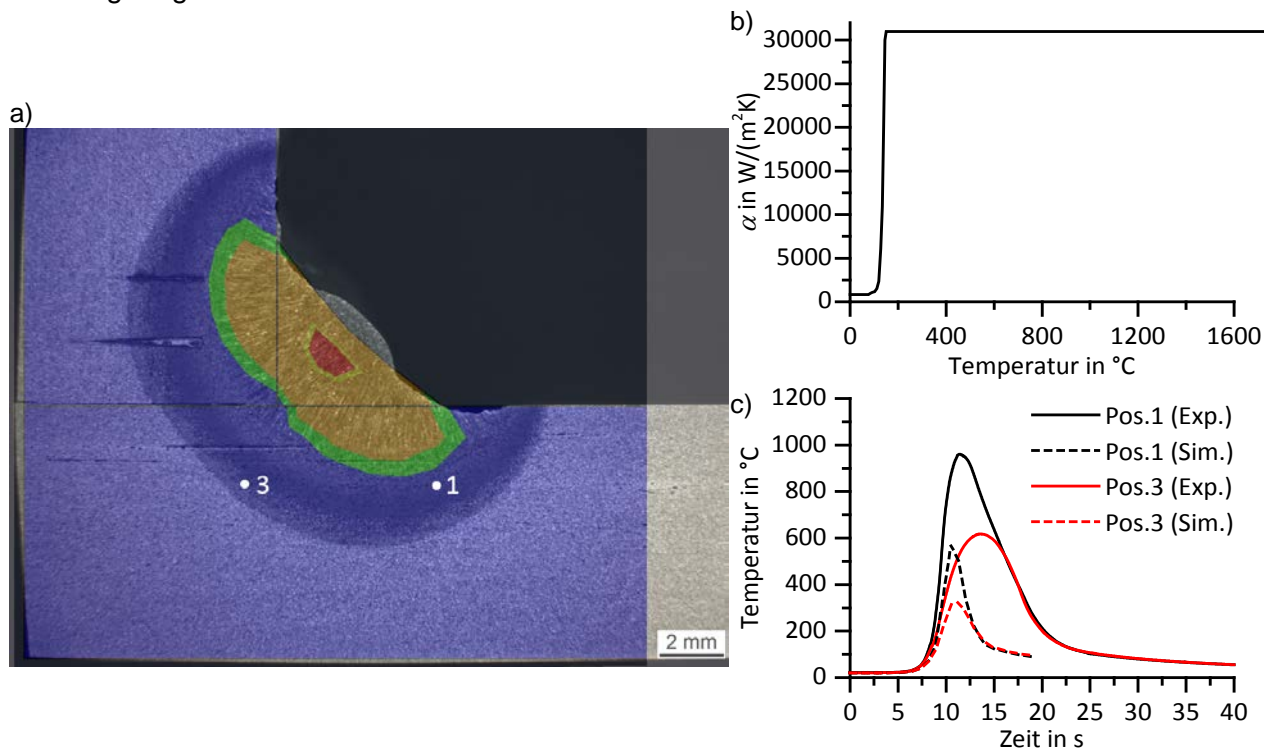 b)
30000
25000
20000
15000
10000
5000
0
α in W/(m²K)
0 400 800 1200 1600
Temperatur in °C
a)
3
1
2 mm
c)
1200
1000
800
600
400
200
0
Temperatur in °C
Pos.1 (Exp.)
Pos.1 (Sim.)
Pos.3 (Exp.)
Pos.3 (Sim.)
0 5 10 15 20 25 30 35 40
Zeit in s